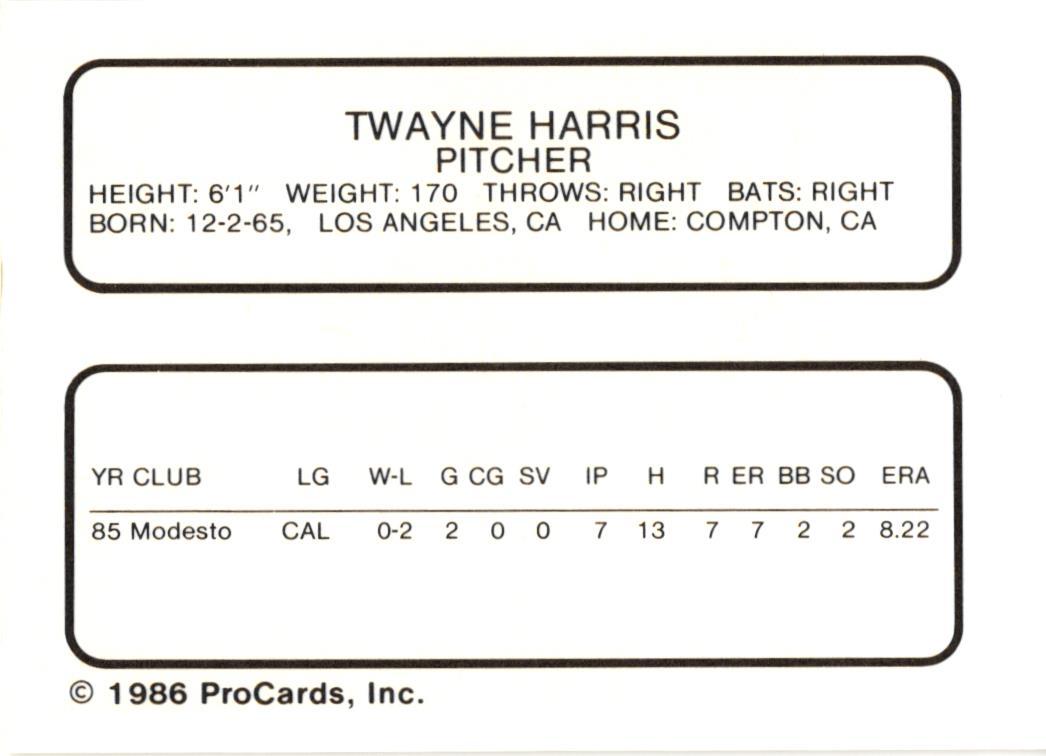 TWAYNE HARRIS
PITCHER
HEIGHT: 6'1" WEIGHT: 170 THROWS: RIGHT BATS: RIGHT
BORN: 12-2-65, LOS ANGELES, CA HOME: COMPTON, CA
YR CLUB LG W-L G CG SV IP H R ER BB SO ERA
85 Modesto CAL 0-2 2 0 0 7 13 7 7 2 2 8.22
© 1986 ProCards, Inc.